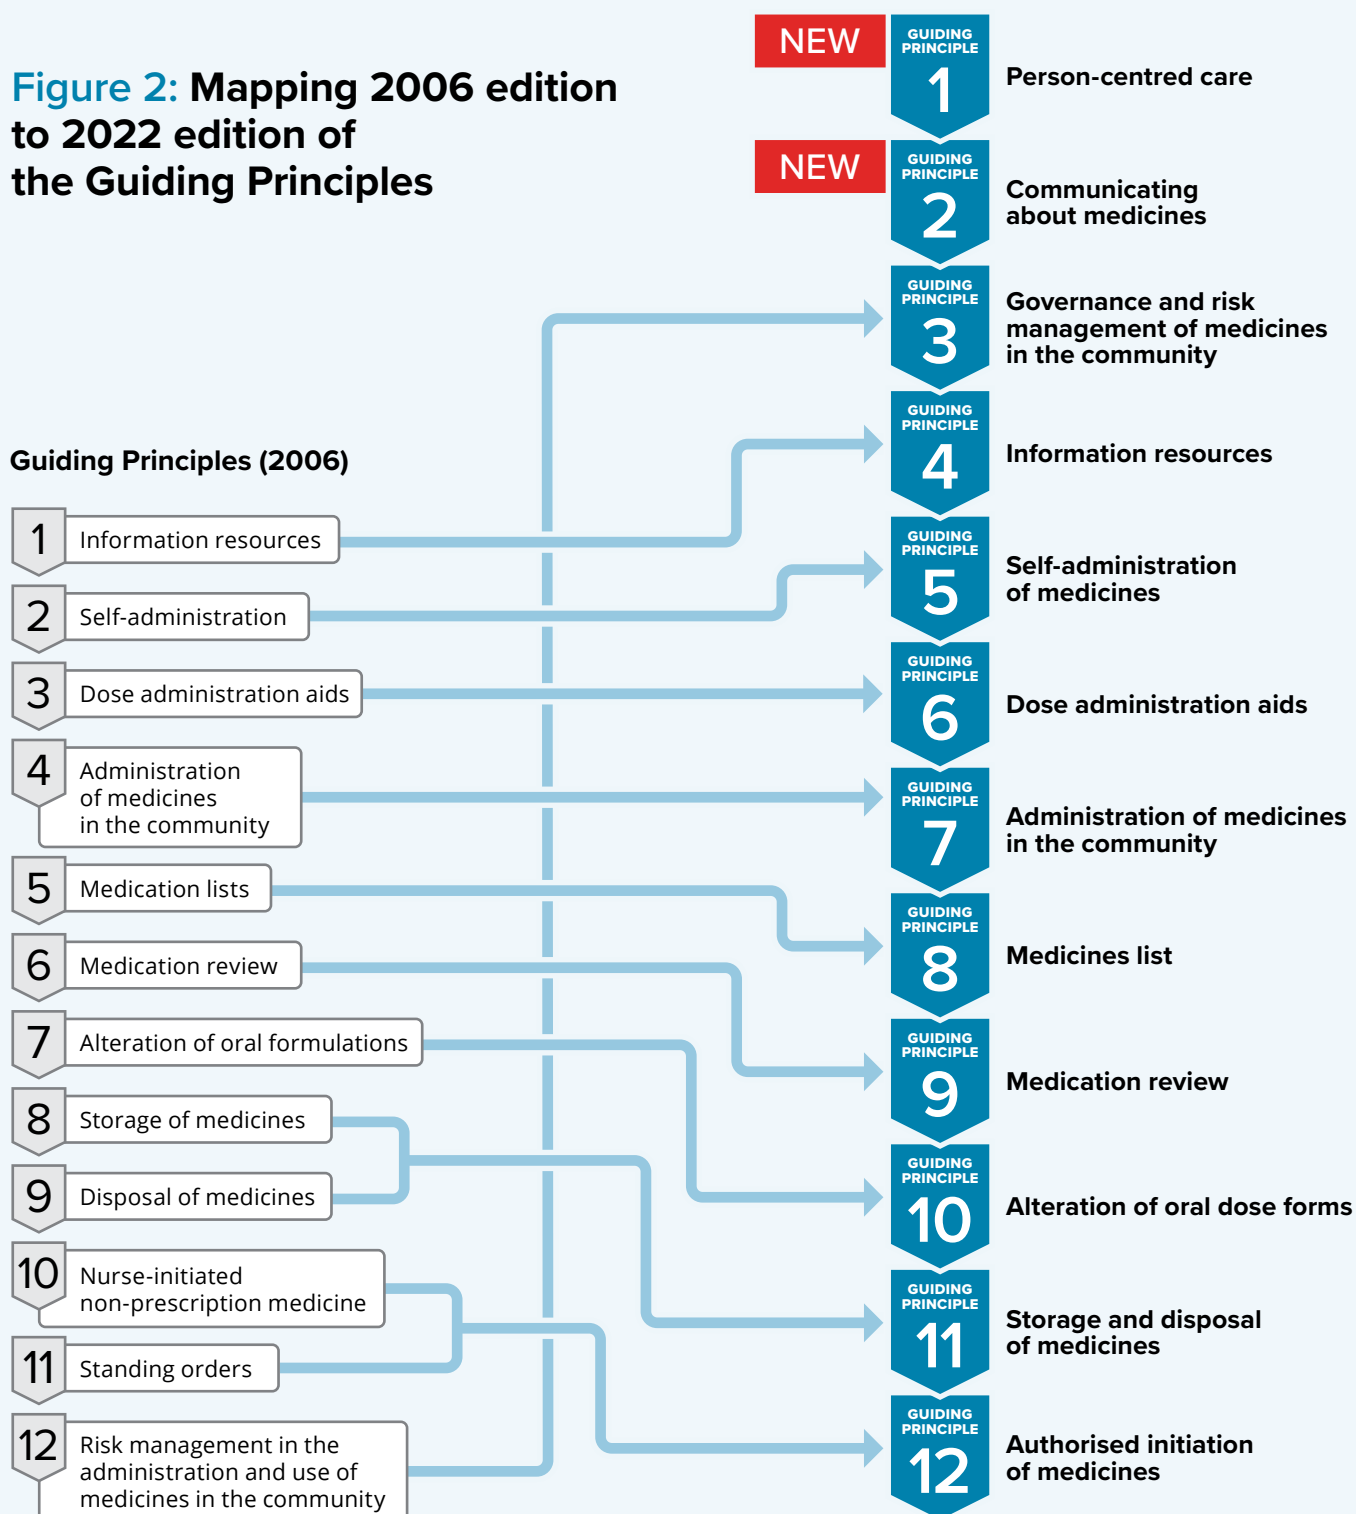 Figure 2: Mapping 2006 edition
to 2022 edition of
the Guiding Principles
Guiding Principles (2006)
1
Information resources
2
Self-administration
3
Dose administration aids
4
Administration
of medicines
in the community
5
Medication lists
6
Medication review
7
Alteration of oral formulations
8
Storage of medicines
9
Disposal of medicines
10
Nurse-initiated
non-prescription medicine
11
Standing orders
12
Risk management in the
administration and use of
medicines in the community
NEW
GUIDING
PRINCIPLE
1
Person-centred care
NEW
GUIDING
PRINCIPLE
2
Communicating
about medicines
GUIDING
PRINCIPLE
3
Governance and risk
management of medicines
in the community
GUIDING
PRINCIPLE
4
Information resources
GUIDING
PRINCIPLE
5
Self-administration
of medicines
GUIDING
PRINCIPLE
6
Dose administration aids
GUIDING
PRINCIPLE
7
Administration of medicines
in the community
GUIDING
PRINCIPLE
8
Medicines list
GUIDING
PRINCIPLE
9
Medication review
GUIDING
PRINCIPLE
10
Alteration of oral dose forms
GUIDING
PRINCIPLE
11
Storage and disposal
of medicines
GUIDING
PRINCIPLE
12
Authorised initiation
of medicines